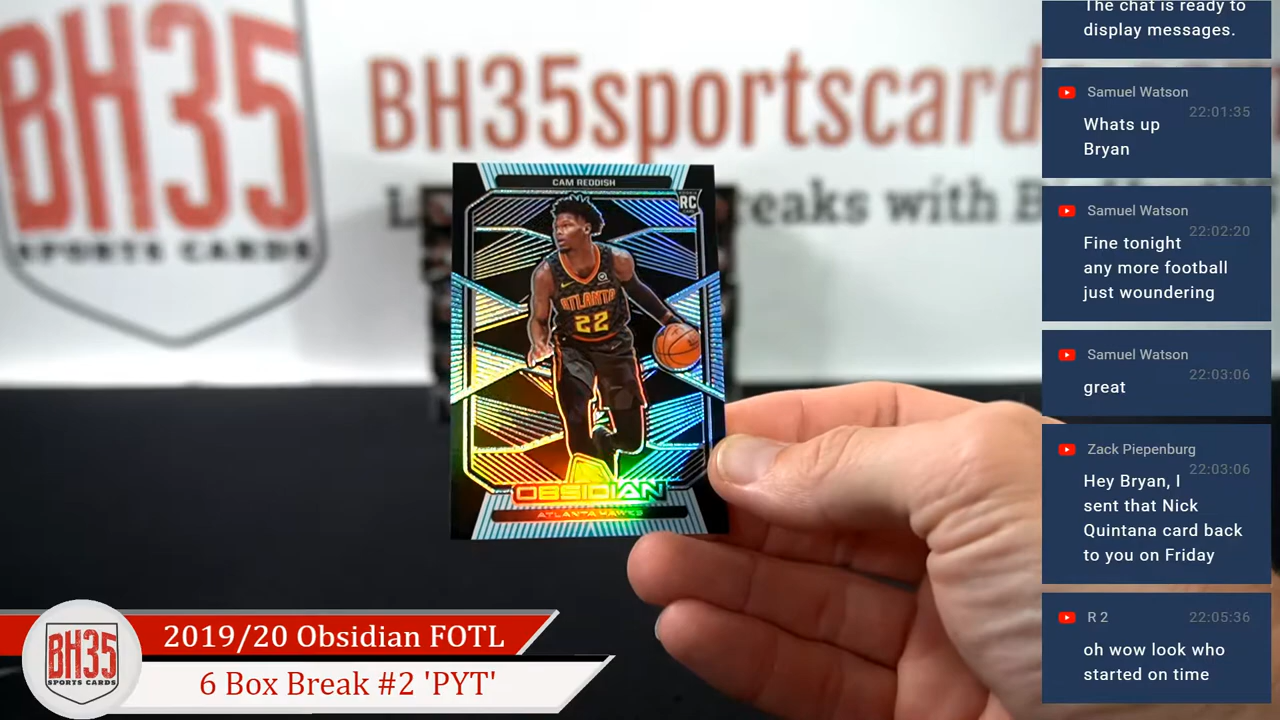 BH35
SPORTS CARDS
BH35sportscards
eaks with B
CAM REDDISH
RC
ATLANTA
22
OBSIDIAN
ATLANTA HAWKS
2019/20 Obsidian FOTL
6 Box Break #2 'PYT'
BH35
SPORTS CARDS
The chat is ready to
display messages.
Samuel Watson
22:01:35
Whats up
Bryan
Samuel Watson
22:02:20
Fine tonight
any more football
just woundering
Samuel Watson
22:03:06
great
Zack Piepenburg
22:03:06
Hey Bryan, I
sent that Nick
Quintana card back
to you on Friday
R 2
22:05:36
oh wow look who
started on time